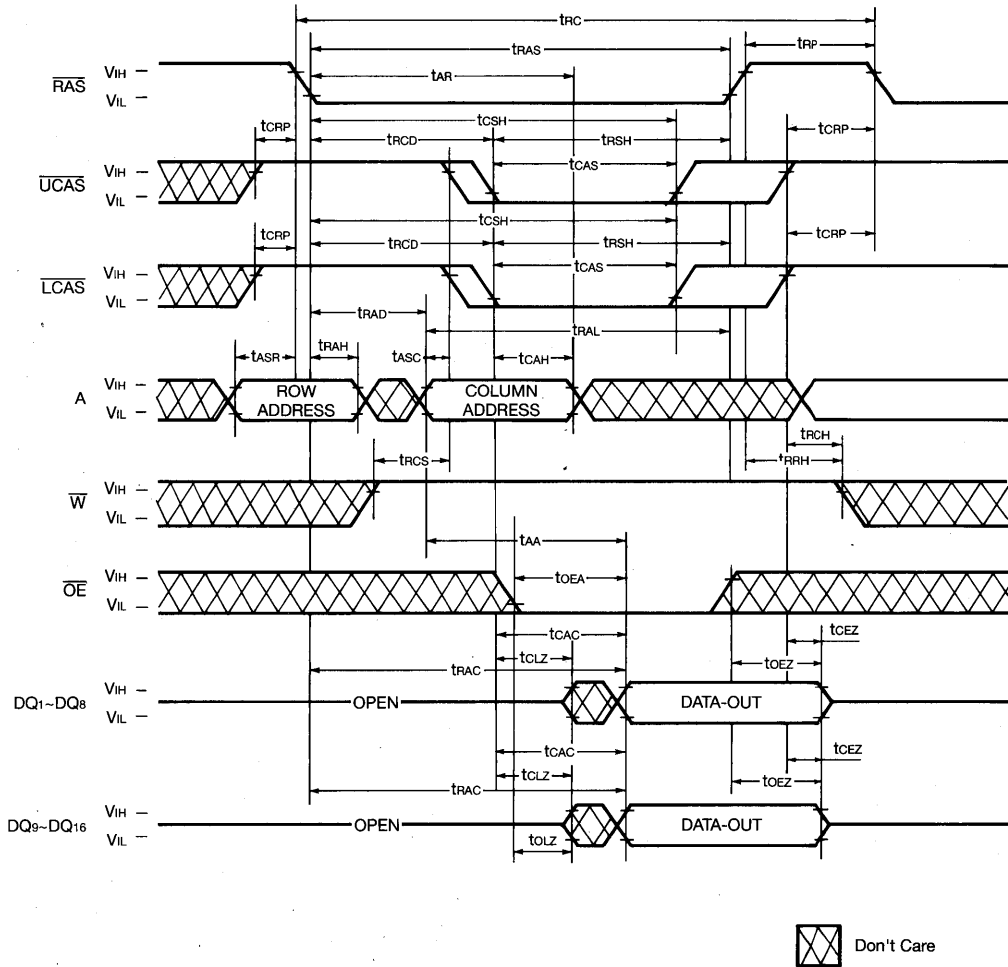 tRC
tRAS
tRP
RAS
VIH
VIL
tAR
tCSH
tCRP
tRCD
tRSH
tCRP
UCAS
VIH
VIL
tCAS
tCSH
tCRP
tRCD
tRSH
tCRP
LCAS
VIH
VIL
tCAS
tRAD
tRAL
tASR
tRAH
tASC
tCAH
A
VIH
VIL
ROW
ADDRESS
COLUMN
ADDRESS
tRCS
tRCH
tRRH
W
VIH
VIL
tAA
OE
VIH
VIL
tOEA
tCAC
tCEZ
tCLZ
tOEZ
tRAC
DQ1~DQ8
VIH
VIL
OPEN
DATA-OUT
tCAC
tCEZ
tCLZ
tOEZ
tRAC
DQ9~DQ16
VIH
VIL
OPEN
DATA-OUT
tOLZ
Don't Care